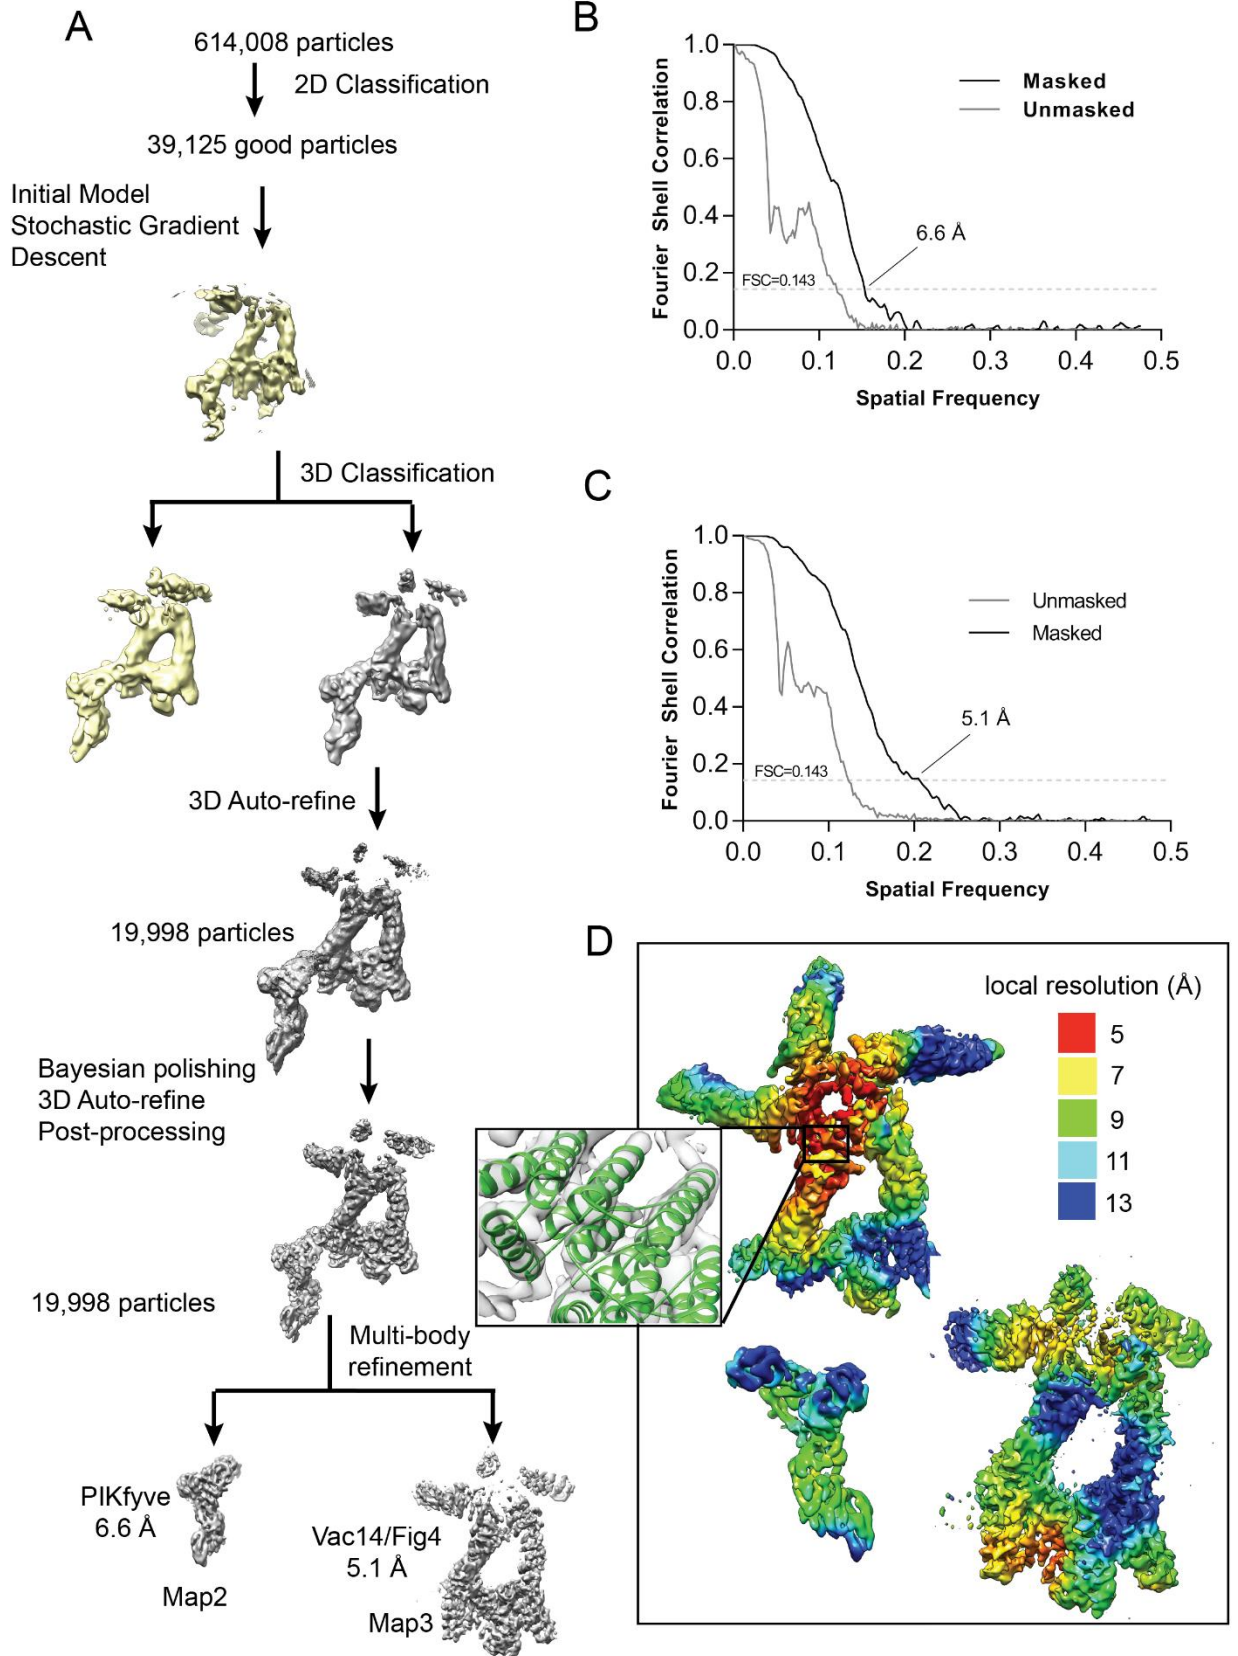 A
614,008 particles
2D Classification
39,125 good particles
Initial Model
Stochastic Gradient
Descent
3D Classification
3D Auto-refine
19,998 particles
Bayesian polishing
3D Auto-refine
Post-processing
19,998 particles
Multi-body
refinement
PIKfyve
6.6 Å
Map2
Vac14/Fig4
5.1 Å
Map3
B
Fourier Shell Correlation
1.0
0.8
0.6
0.4
0.2
0.0
Masked
Unmasked
6.6 Å
FSC=0.143
0.0 0.1 0.2 0.3 0.4 0.5
Spatial Frequency
C
Fourier Shell Correlation
1.0
0.8
0.6
0.4
0.2
0.0
Unmasked
Masked
5.1 Å
FSC=0.143
0.0 0.1 0.2 0.3 0.4 0.5
Spatial Frequency
D
local resolution (Å)
5
7
9
11
13